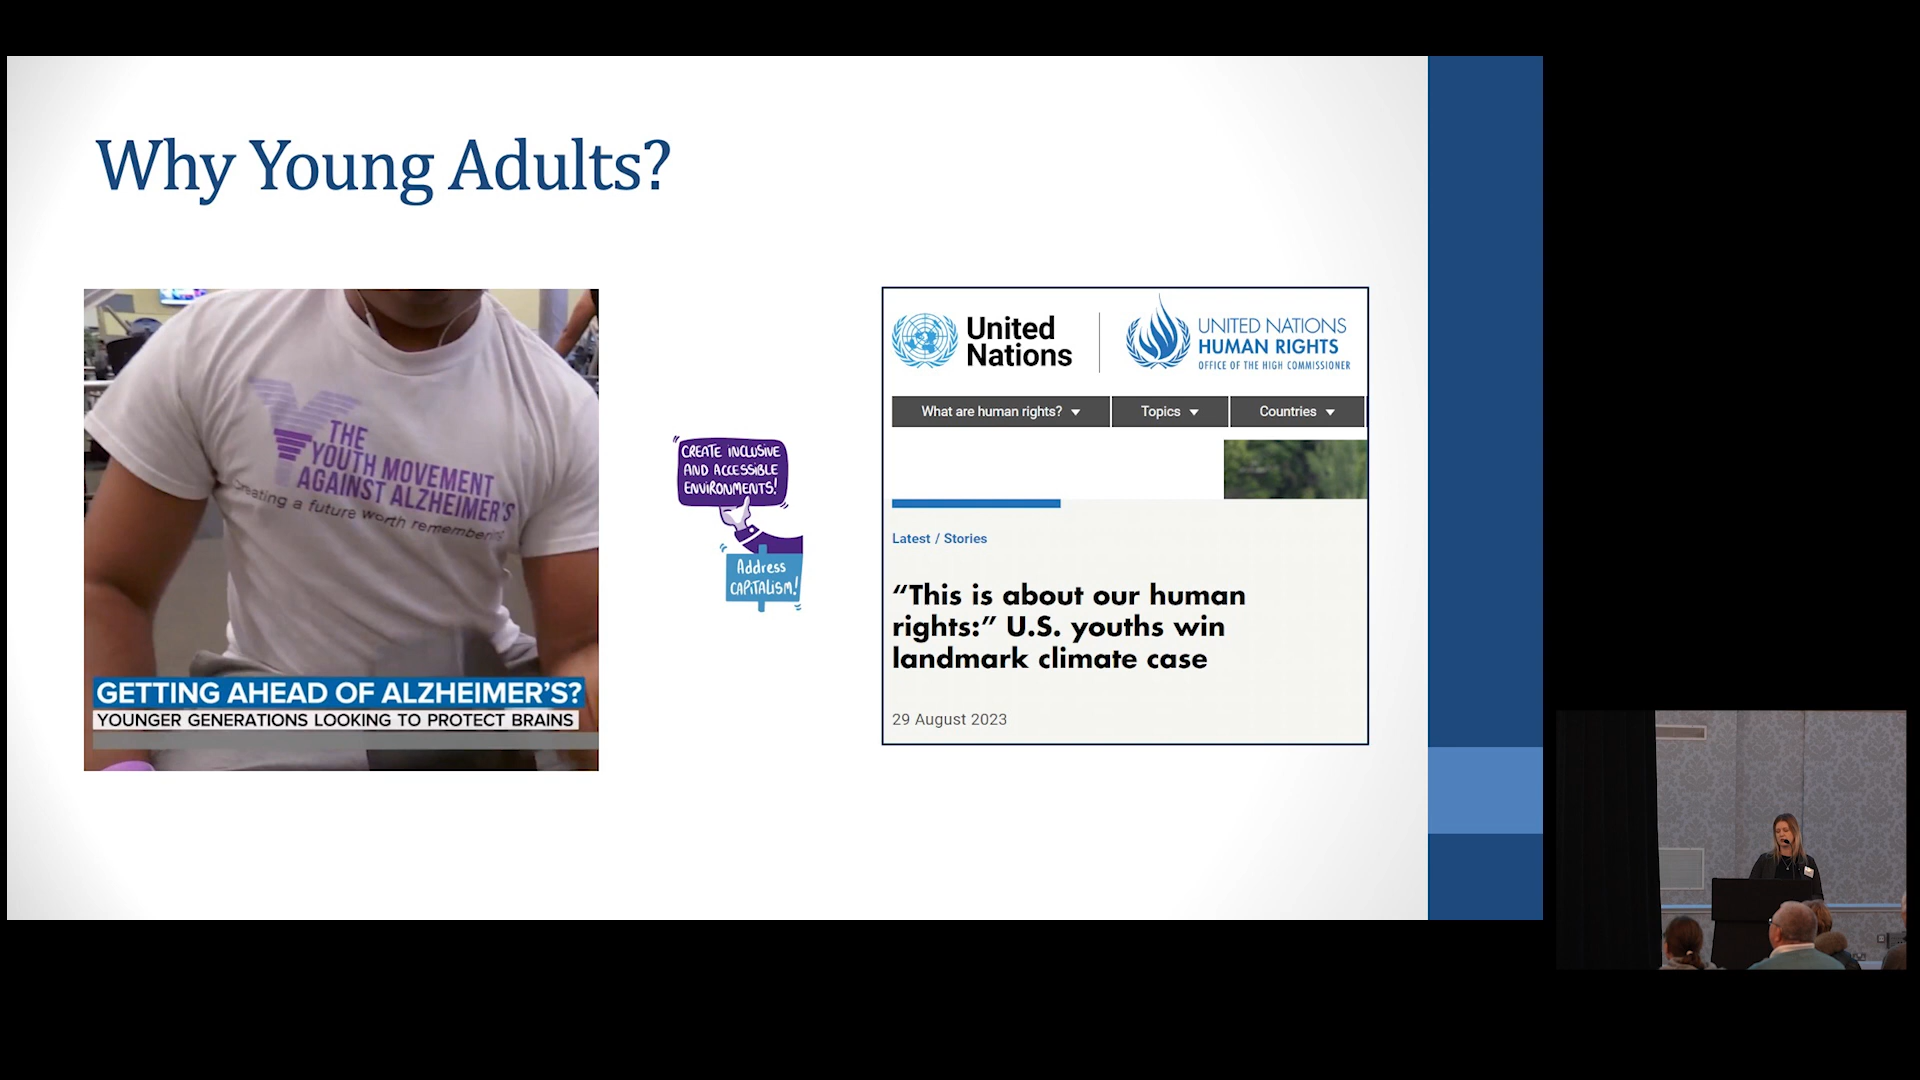 Why Young Adults?
THE
YOUTH MOVEMENT
AGAINST ALZHEIMER'S
Creating a future worth remembering
GETTING AHEAD OF ALZHEIMER'S?
YOUNGER GENERATIONS LOOKING TO PROTECT BRAINS
CREATE INCLUSIVE
AND ACCESSIBLE
ENVIRONMENTS!
Address
CAPITALISM!
United
Nations
UNITED NATIONS
HUMAN RIGHTS
OFFICE OF THE HIGH COMMISSIONER
What are human rights?
Topics
Countries
Latest / Stories
“This is about our human
rights:” U.S. youths win
landmark climate case
29 August 2023